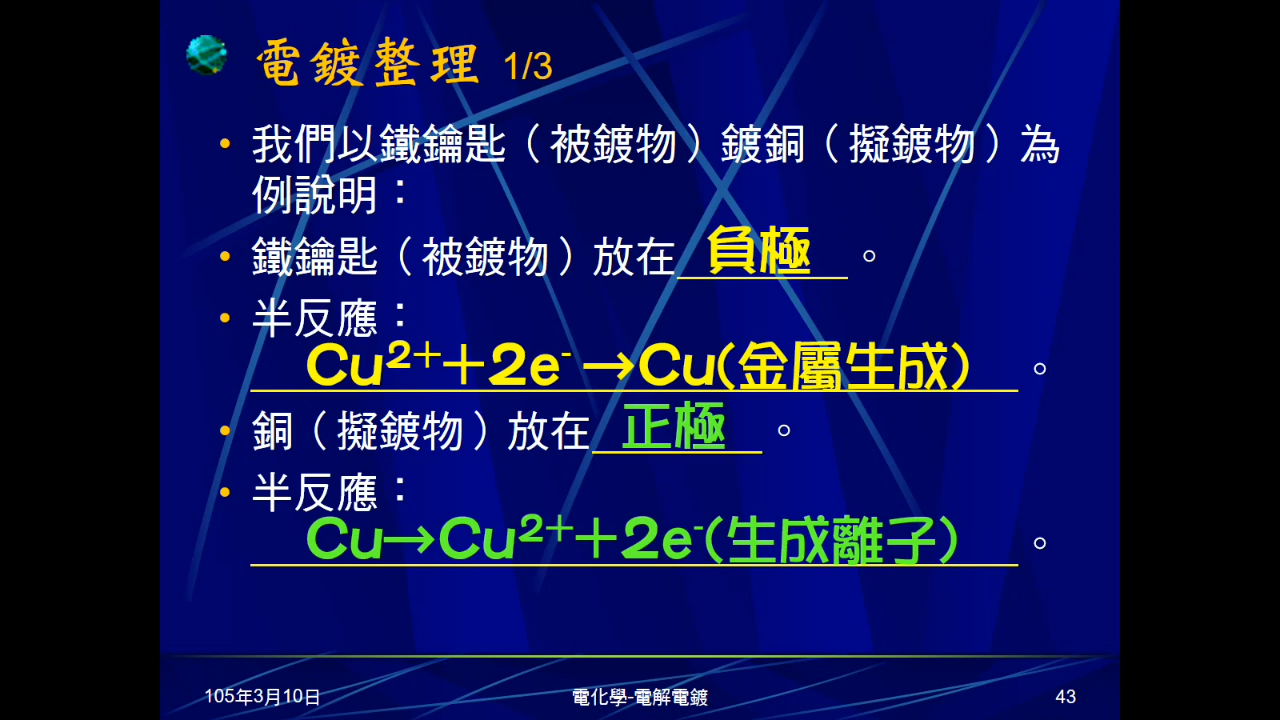 電鍍整理 1/3
• 我們以鐵鑰匙（被鍍物）鍍銅（擬鍍物）為
例說明：
• 鐵鑰匙（被鍍物）放在 負極 。
• 半反應：
Cu²⁺＋2e⁻→Cu(金屬生成) 。
• 銅（擬鍍物）放在 正極 。
• 半反應：
Cu→Cu²⁺＋2e⁻(生成離子) 。
105年3月10日 電化學-電解電鍍 43